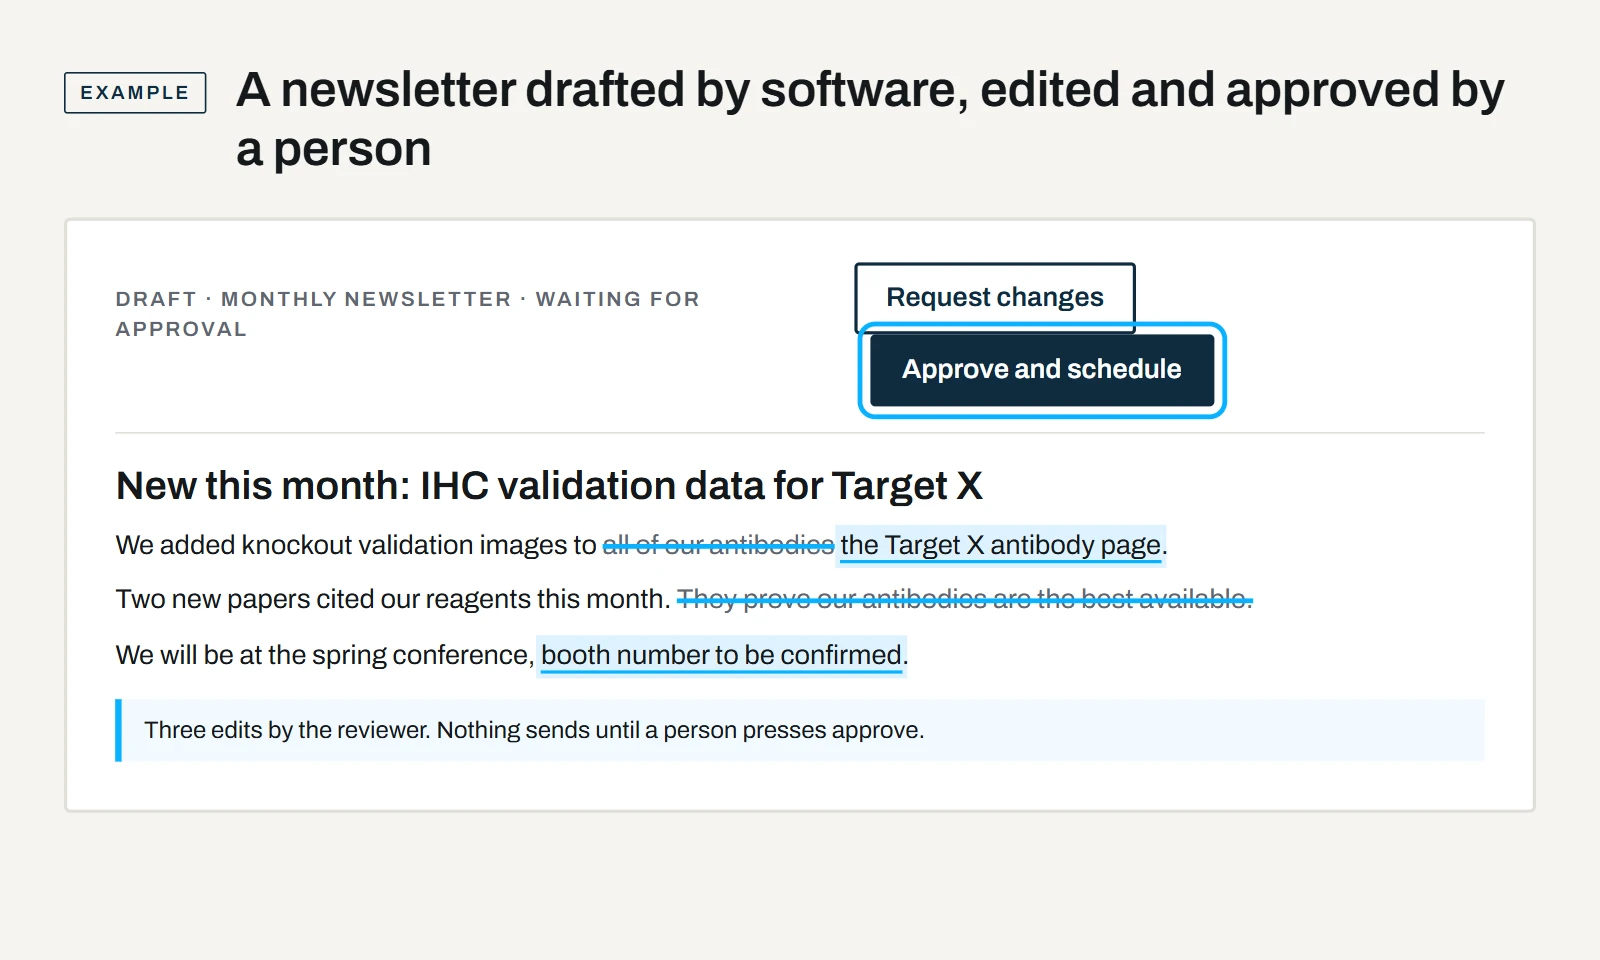 EXAMPLE
A newsletter drafted by software, edited and approved by
a person
DRAFT · MONTHLY NEWSLETTER · WAITING FOR
APPROVAL
Request changes
Approve and schedule
New this month: IHC validation data for Target X
We added knockout validation images to all of our antibodies the Target X antibody page.
Two new papers cited our reagents this month. They prove our antibodies are the best available.
We will be at the spring conference, booth number to be confirmed.
Three edits by the reviewer. Nothing sends until a person presses approve.